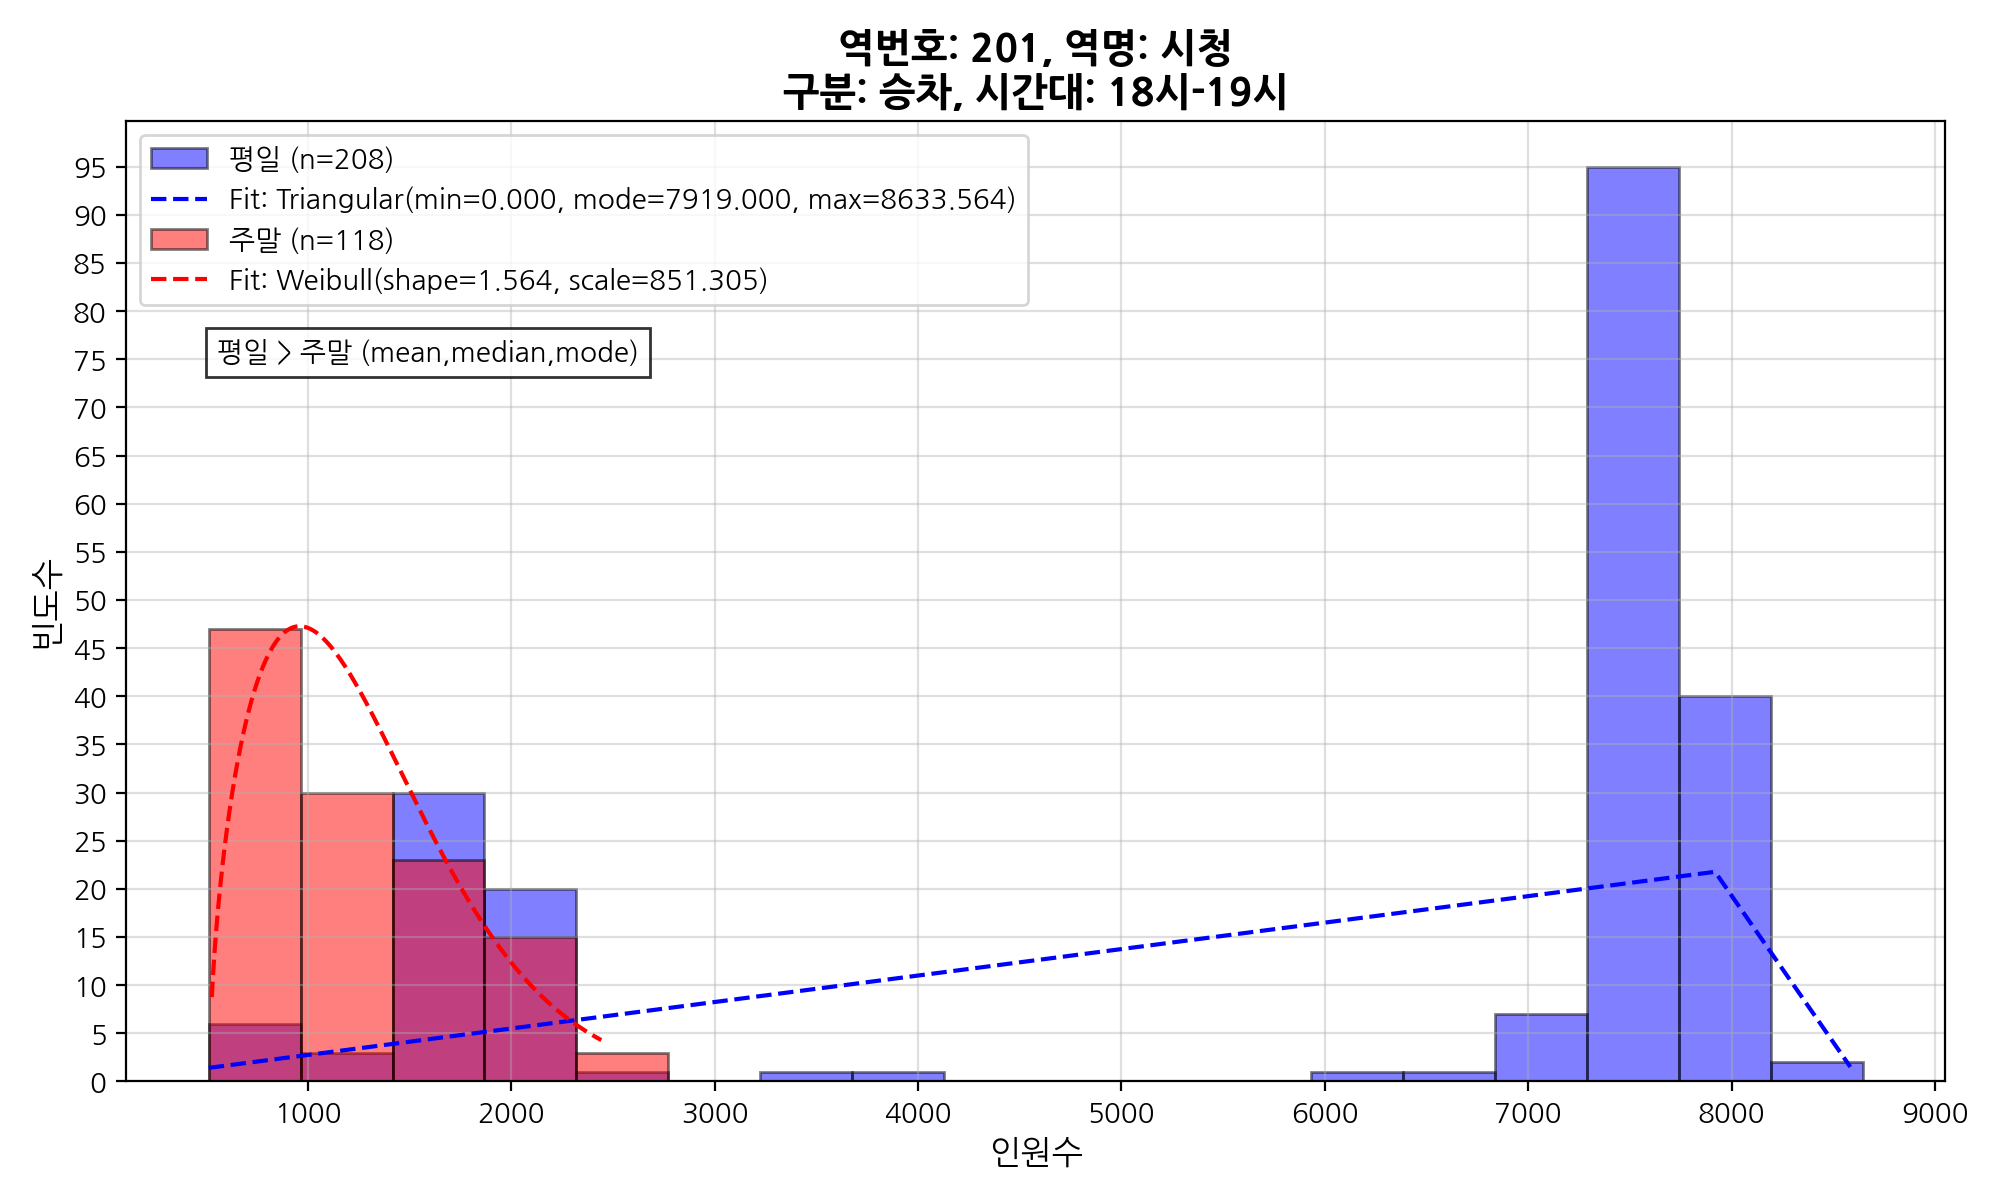 역번호: 201, 역명: 시청
구분: 승차, 시간대: 18시-19시
평일 (n=208)
Fit: Triangular(min=0.000, mode=7919.000, max=8633.564)
주말 (n=118)
Fit: Weibull(shape=1.564, scale=851.305)
평일 > 주말 (mean,median,mode)
빈도수
95
90
85
80
75
70
65
60
55
50
45
40
35
30
25
20
15
10
5
0
1000 2000 3000 4000 5000 6000 7000 8000 9000
인원수